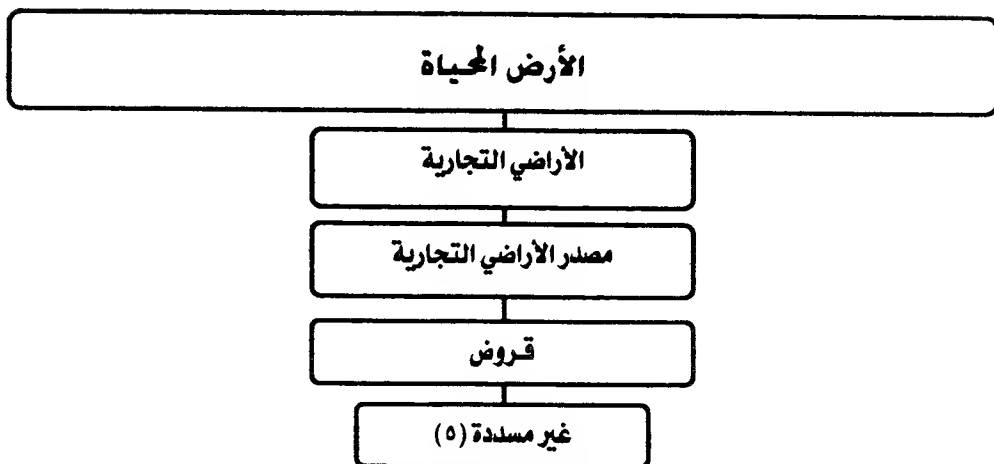 الأرض المحياة
الأراضي التجارية
مصدر الأراضي التجارية
قروض
غير مسددة (٥)